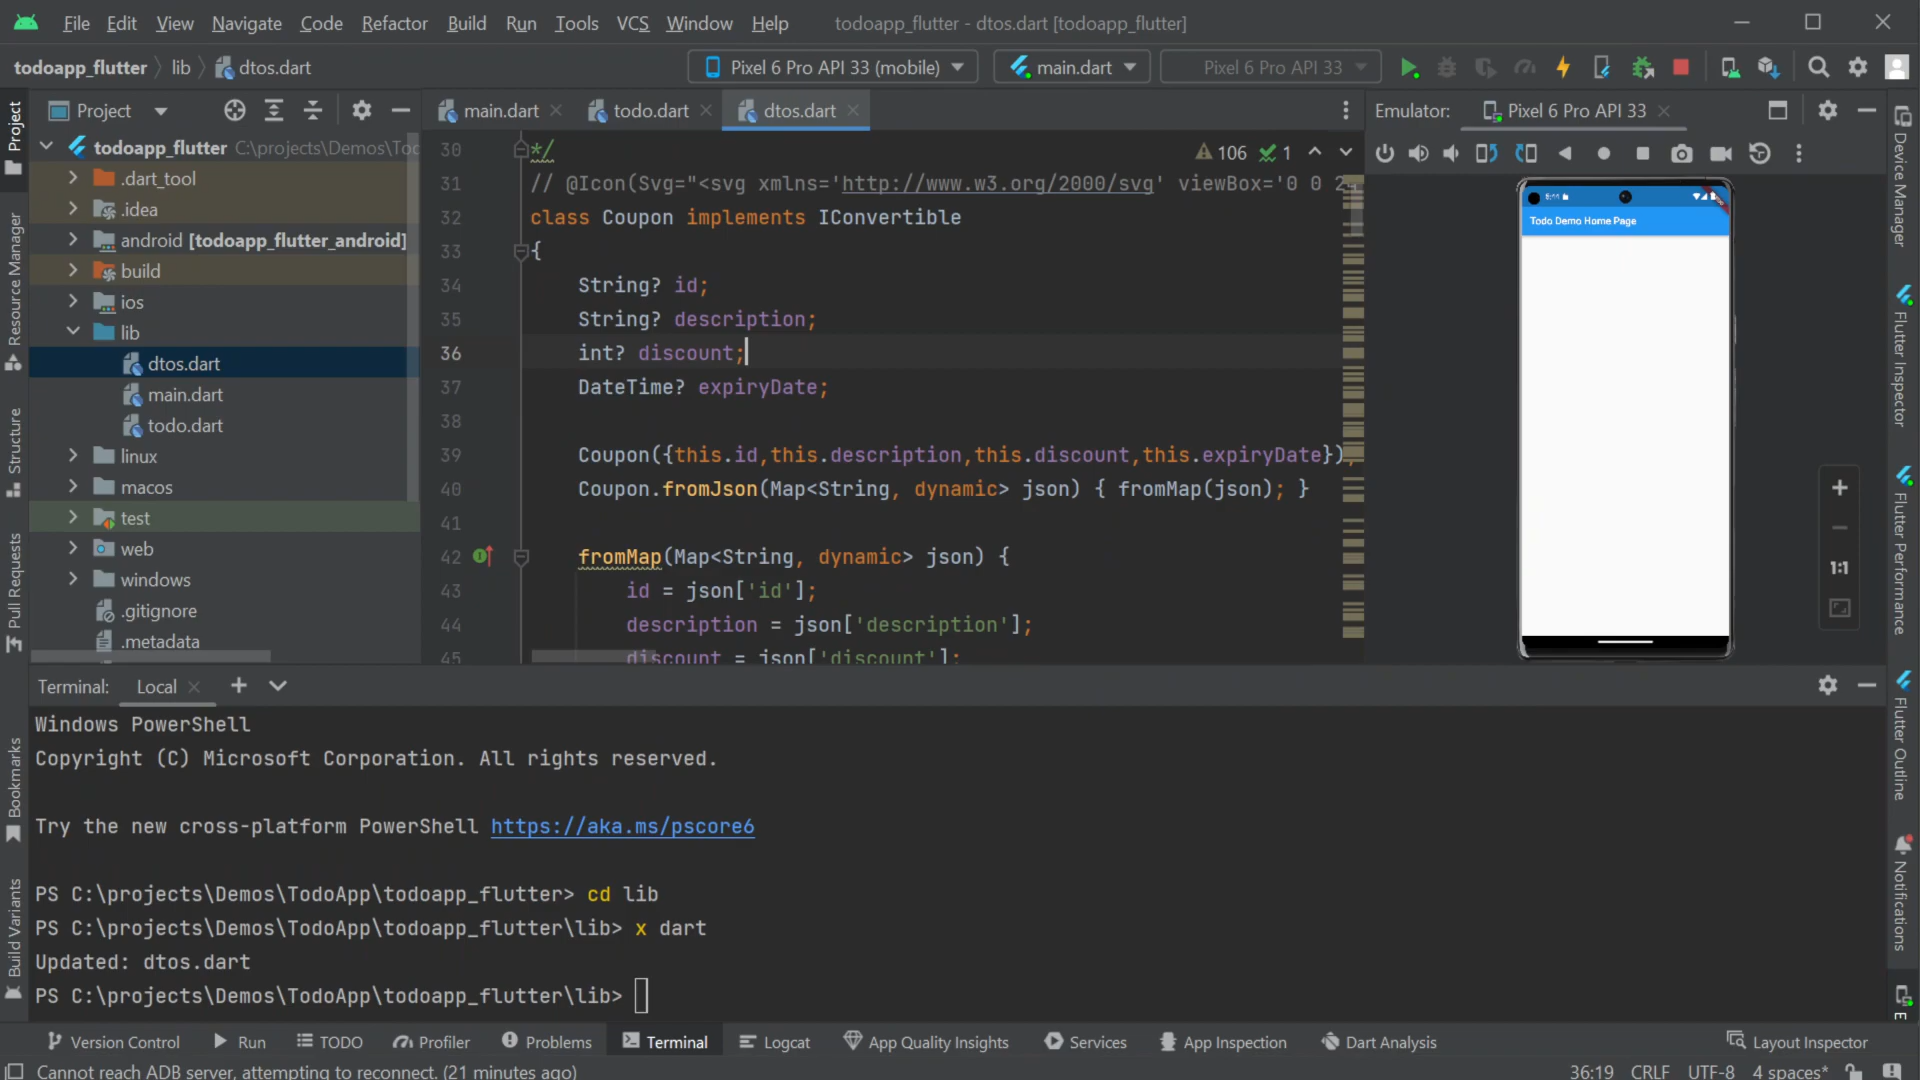 File Edit View Navigate Code Refactor Build Run Tools VCS Window Help todoapp_flutter - dtos.dart [todoapp_flutter]
todoapp_flutter lib dtos.dart Pixel 6 Pro API 33 (mobile) main.dart Pixel 6 Pro API 33
Project
main.dart todo.dart dtos.dart
Emulator: Pixel 6 Pro API 33
todoapp_flutter C:\projects\Demos\Tod
.dart_tool
.idea
android [todoapp_flutter_android]
build
ios
lib
dtos.dart
main.dart
todo.dart
linux
macos
test
web
windows
.gitignore
.metadata
106 1
30 */
31 // @Icon(Svg="<svg xmlns='http://www.w3.org/2000/svg' viewBox='0 0 24
32 class Coupon implements IConvertible
33 {
34 String? id;
35 String? description;
36 int? discount;
37 DateTime? expiryDate;
38
39 Coupon({this.id,this.description,this.discount,this.expiryDate});
40 Coupon.fromJson(Map<String, dynamic> json) { fromMap(json); }
41
42 fromMap(Map<String, dynamic> json) {
43 id = json['id'];
44 description = json['description'];
45 discount = json['discount'];
Todo Demo Home Page
1:1
Project
Resource Manager
Structure
Pull Requests
Bookmarks
Build Variants
Device Manager
Flutter Inspector
Flutter Performance
Flutter Outline
Notifications
E
Terminal: Local
Windows PowerShell
Copyright (C) Microsoft Corporation. All rights reserved.
Try the new cross-platform PowerShell https://aka.ms/pscore6
PS C:\projects\Demos\TodoApp\todoapp_flutter> cd lib
PS C:\projects\Demos\TodoApp\todoapp_flutter\lib> x dart
Updated: dtos.dart
PS C:\projects\Demos\TodoApp\todoapp_flutter\lib>
Version Control Run TODO Profiler Problems Terminal Logcat App Quality Insights Services App Inspection Dart Analysis Layout Inspector
Cannot reach ADB server, attempting to reconnect. (21 minutes ago) 36:19 CRLF UTF-8 4 spaces*